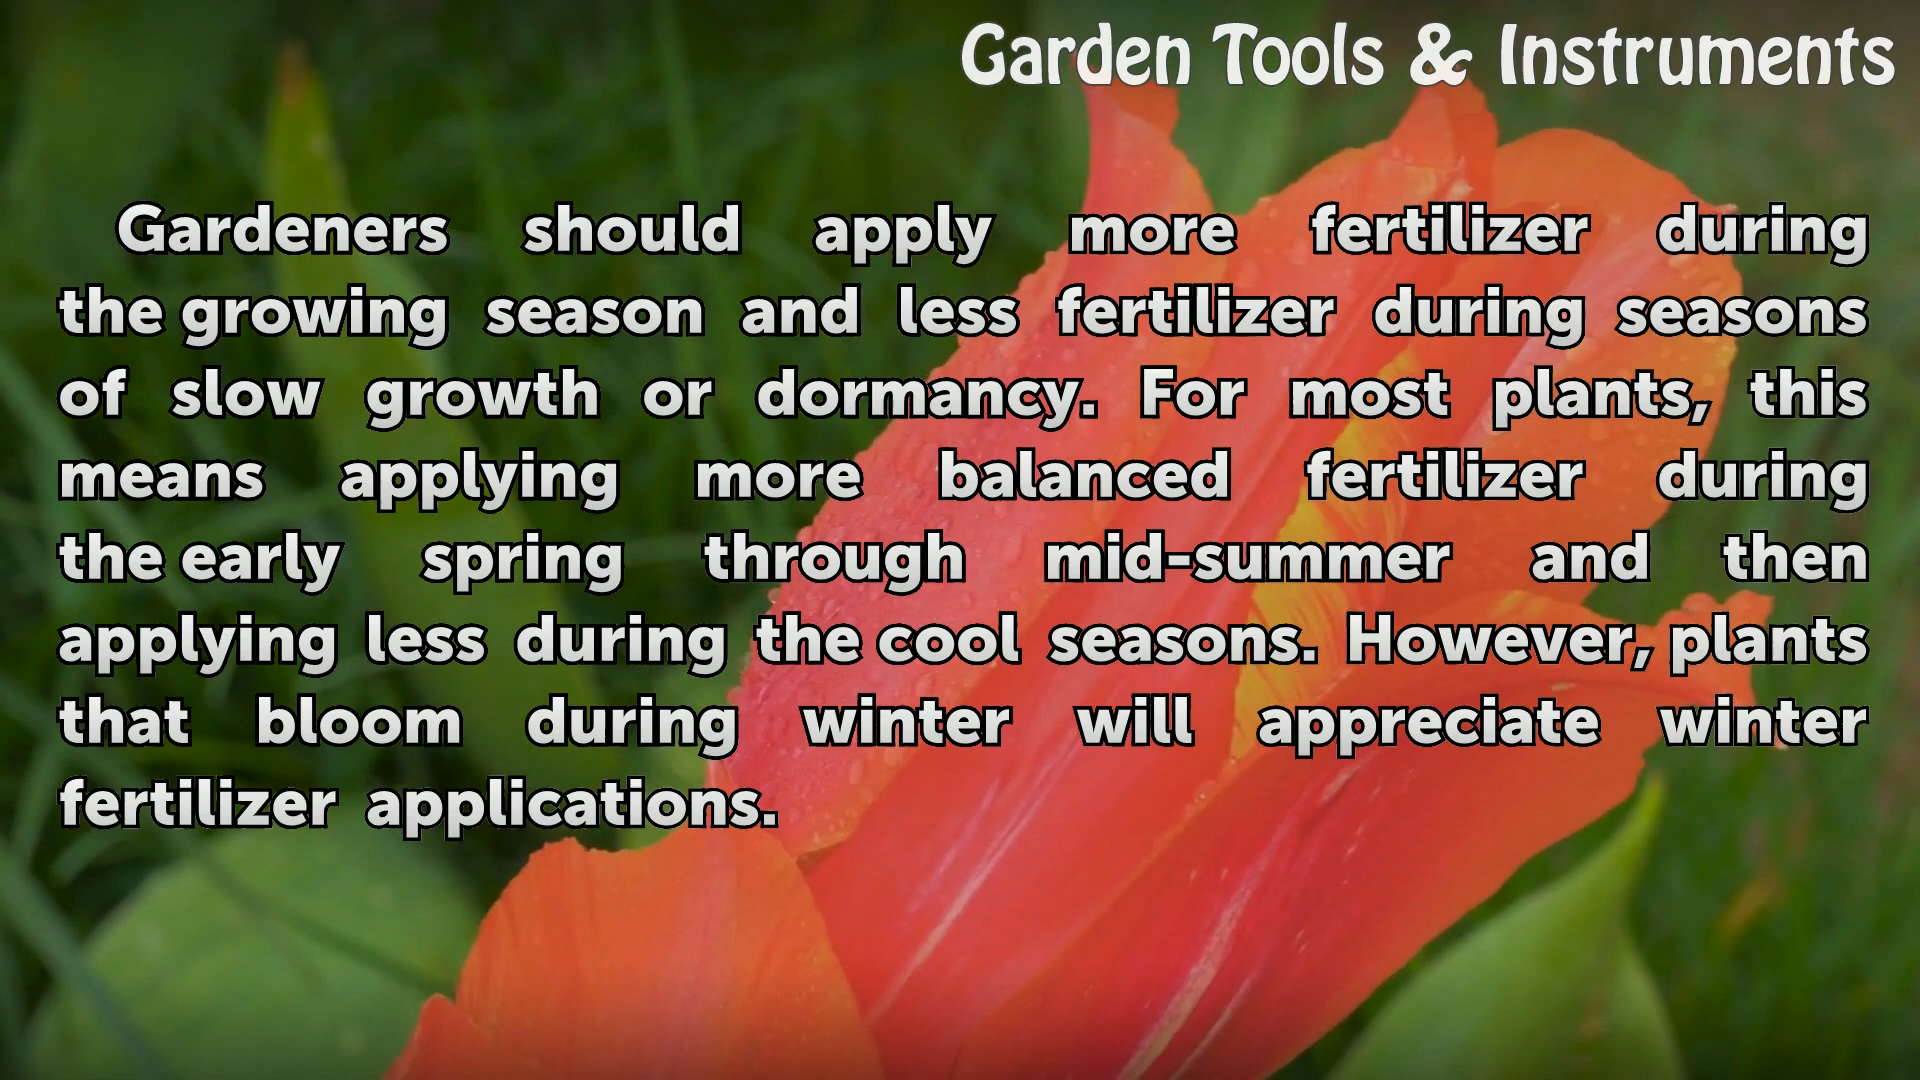 Garden Tools & Instruments
Gardeners should apply more fertilizer during
the growing season and less fertilizer during seasons
of slow growth or dormancy. For most plants, this
means applying more balanced fertilizer during
the early spring through mid-summer and then
applying less during the cool seasons. However, plants
that bloom during winter will appreciate winter
fertilizer applications.